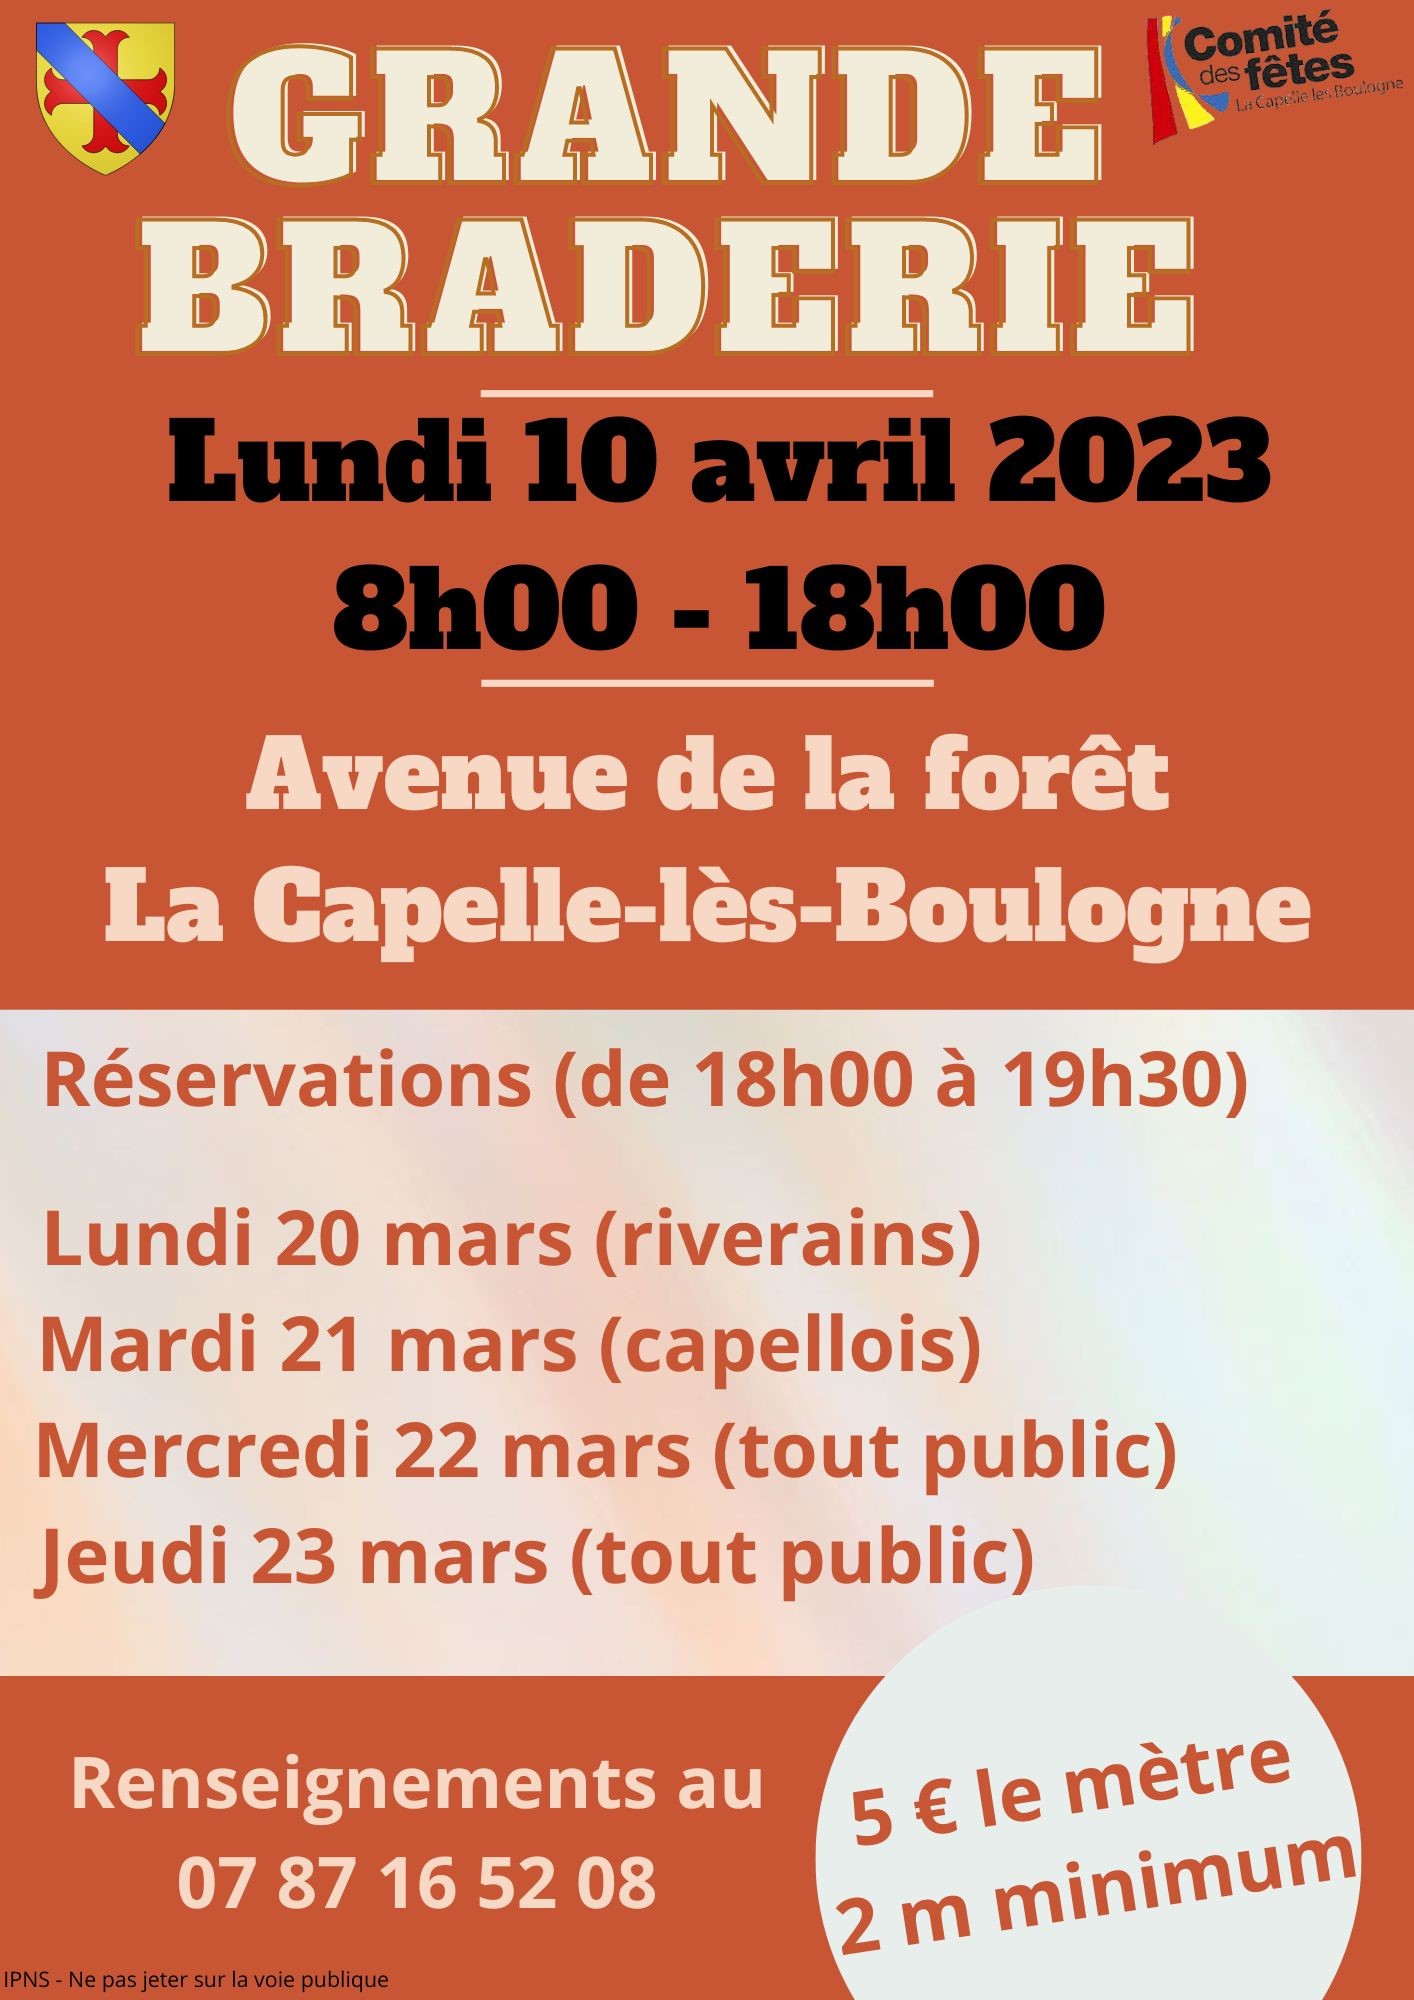 Comité
des fêtes
La Capelle les Boulogne
GRANDE
BRADERIE
Lundi 10 avril 2023
8h00 - 18h00
Avenue de la forêt
La Capelle-lès-Boulogne
Réservations (de 18h00 à 19h30)
Lundi 20 mars (riverains)
Mardi 21 mars (capellois)
Mercredi 22 mars (tout public)
Jeudi 23 mars (tout public)
Renseignements au
07 87 16 52 08
5 € le mètre
2 m minimum
IPNS - Ne pas jeter sur la voie publique